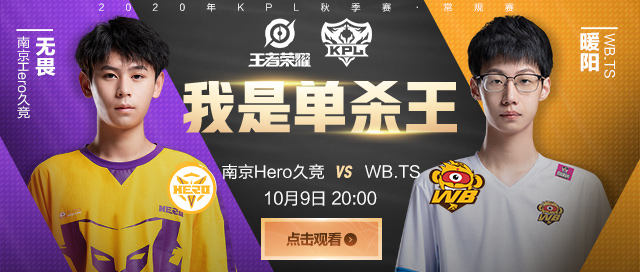 2020年KPL秋季赛·常规赛
王者荣耀
KPL
无畏
南京Hero久竞
WB.TS
暖阳
我是单杀王
南京Hero久竞 VS WB.TS
10月9日 20:00
点击观看
HERO
HERO
WB
WB